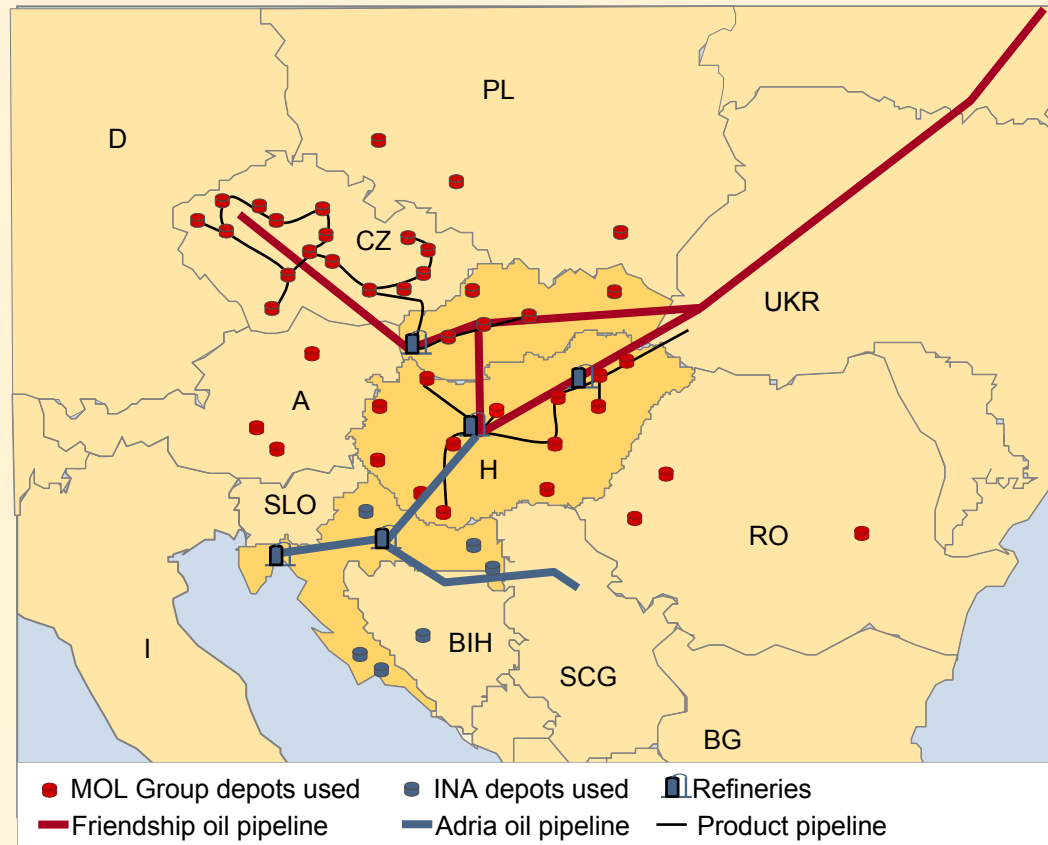 PL
D
CZ
UKR
A
H
SLO
RO
I
BIH
SCG
BG
MOL Group depots used INA depots used Refineries
Friendship oil pipeline Adria oil pipeline Product pipeline